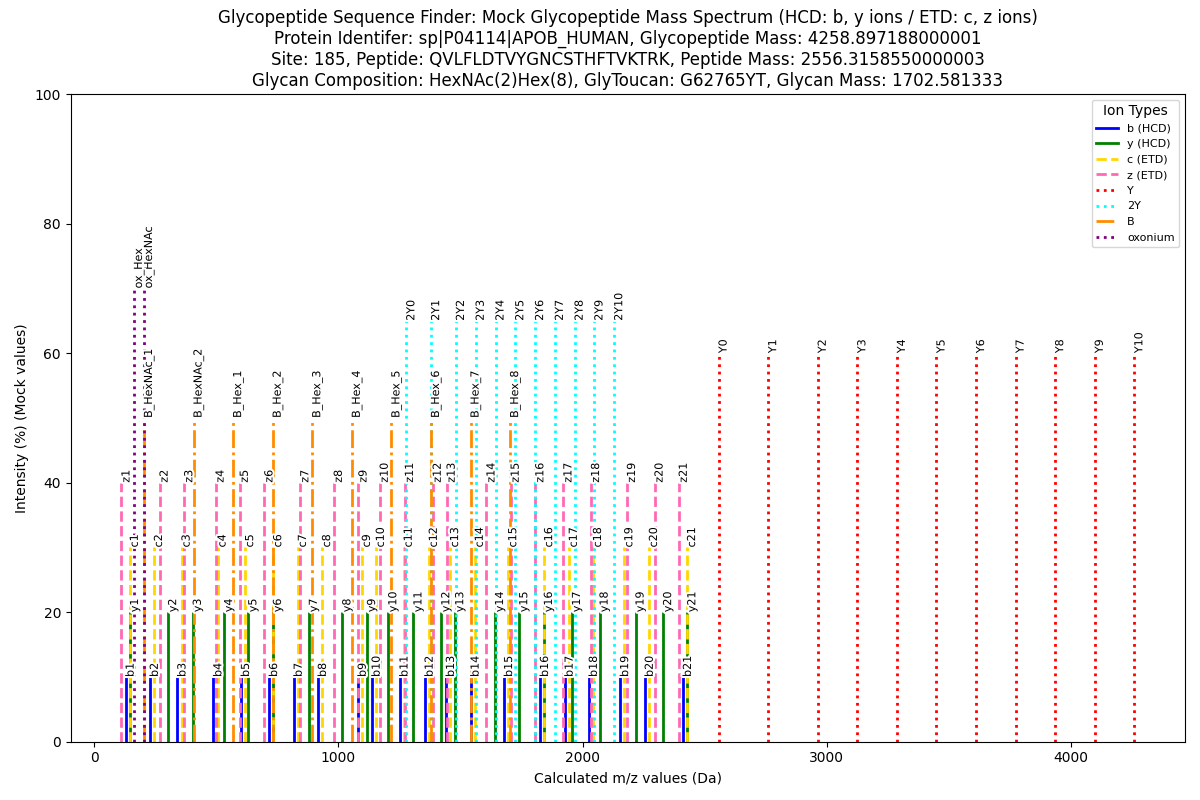 Glycopeptide Sequence Finder: Mock Glycopeptide Mass Spectrum (HCD: b, y ions / ETD: c, z ions)
Protein Identifer: sp|P04114|APOB_HUMAN, Glycopeptide Mass: 4258.897188000001
Site: 185, Peptide: QVLFLDTVYGNCSTHFTVKTRK, Peptide Mass: 2556.3158550000003
Glycan Composition: HexNAc(2)Hex(8), GlyToucan: G62765YT, Glycan Mass: 1702.581333
Ion Types
b (HCD)
y (HCD)
c (ETD)
z (ETD)
Y
2Y
B
oxonium
Intensity (%) (Mock values)
100
80
60
40
20
0
ox_Hex
ox_HexNAc
2Y0 2Y1 2Y2 2Y3 2Y4 2Y5 2Y6 2Y7 2Y8 2Y9 2Y10
Y0 Y1 Y2 Y3 Y4 Y5 Y6 Y7 Y8 Y9 Y10
B_HexNAc_1 B_HexNAc_2 B_Hex_1 B_Hex_2 B_Hex_3 B_Hex_4 B_Hex_5 B_Hex_6 B_Hex_7 B_Hex_8
z1 z2 z3 z4 z5 z6 z7 z8 z9 z10 z11 z12 z13 z14 z15 z16 z17 z18 z19 z20 z21
c1 c2 c3 c4 c5 c6 c7 c8 c9 c10 c11 c12 c13 c14 c15 c16 c17 c18 c19 c20 c21
y1 y2 y3 y4 y5 y6 y7 y8 y9 y10 y11 y12 y13 y14 y15 y16 y17 y18 y19 y20 y21
b1 b2 b3 b4 b5 b6 b7 b8 b9 b10 b11 b12 b13 b14 b15 b16 b17 b18 b19 b20 b21
0 1000 2000 3000 4000
Calculated m/z values (Da)